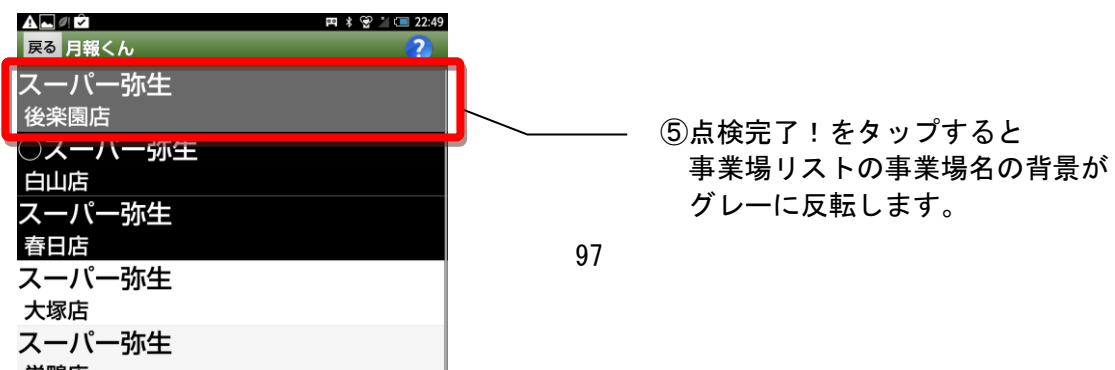 22:49
戻る 月報くん ?
スーパー弥生
後楽園店
○スーパー弥生
白山店
スーパー弥生
春日店
スーパー弥生
大塚店
スーパー弥生
巣鴨店
⑤点検完了!をタップすると
事業場リストの事業場名の背景が
グレーに反転します。
97